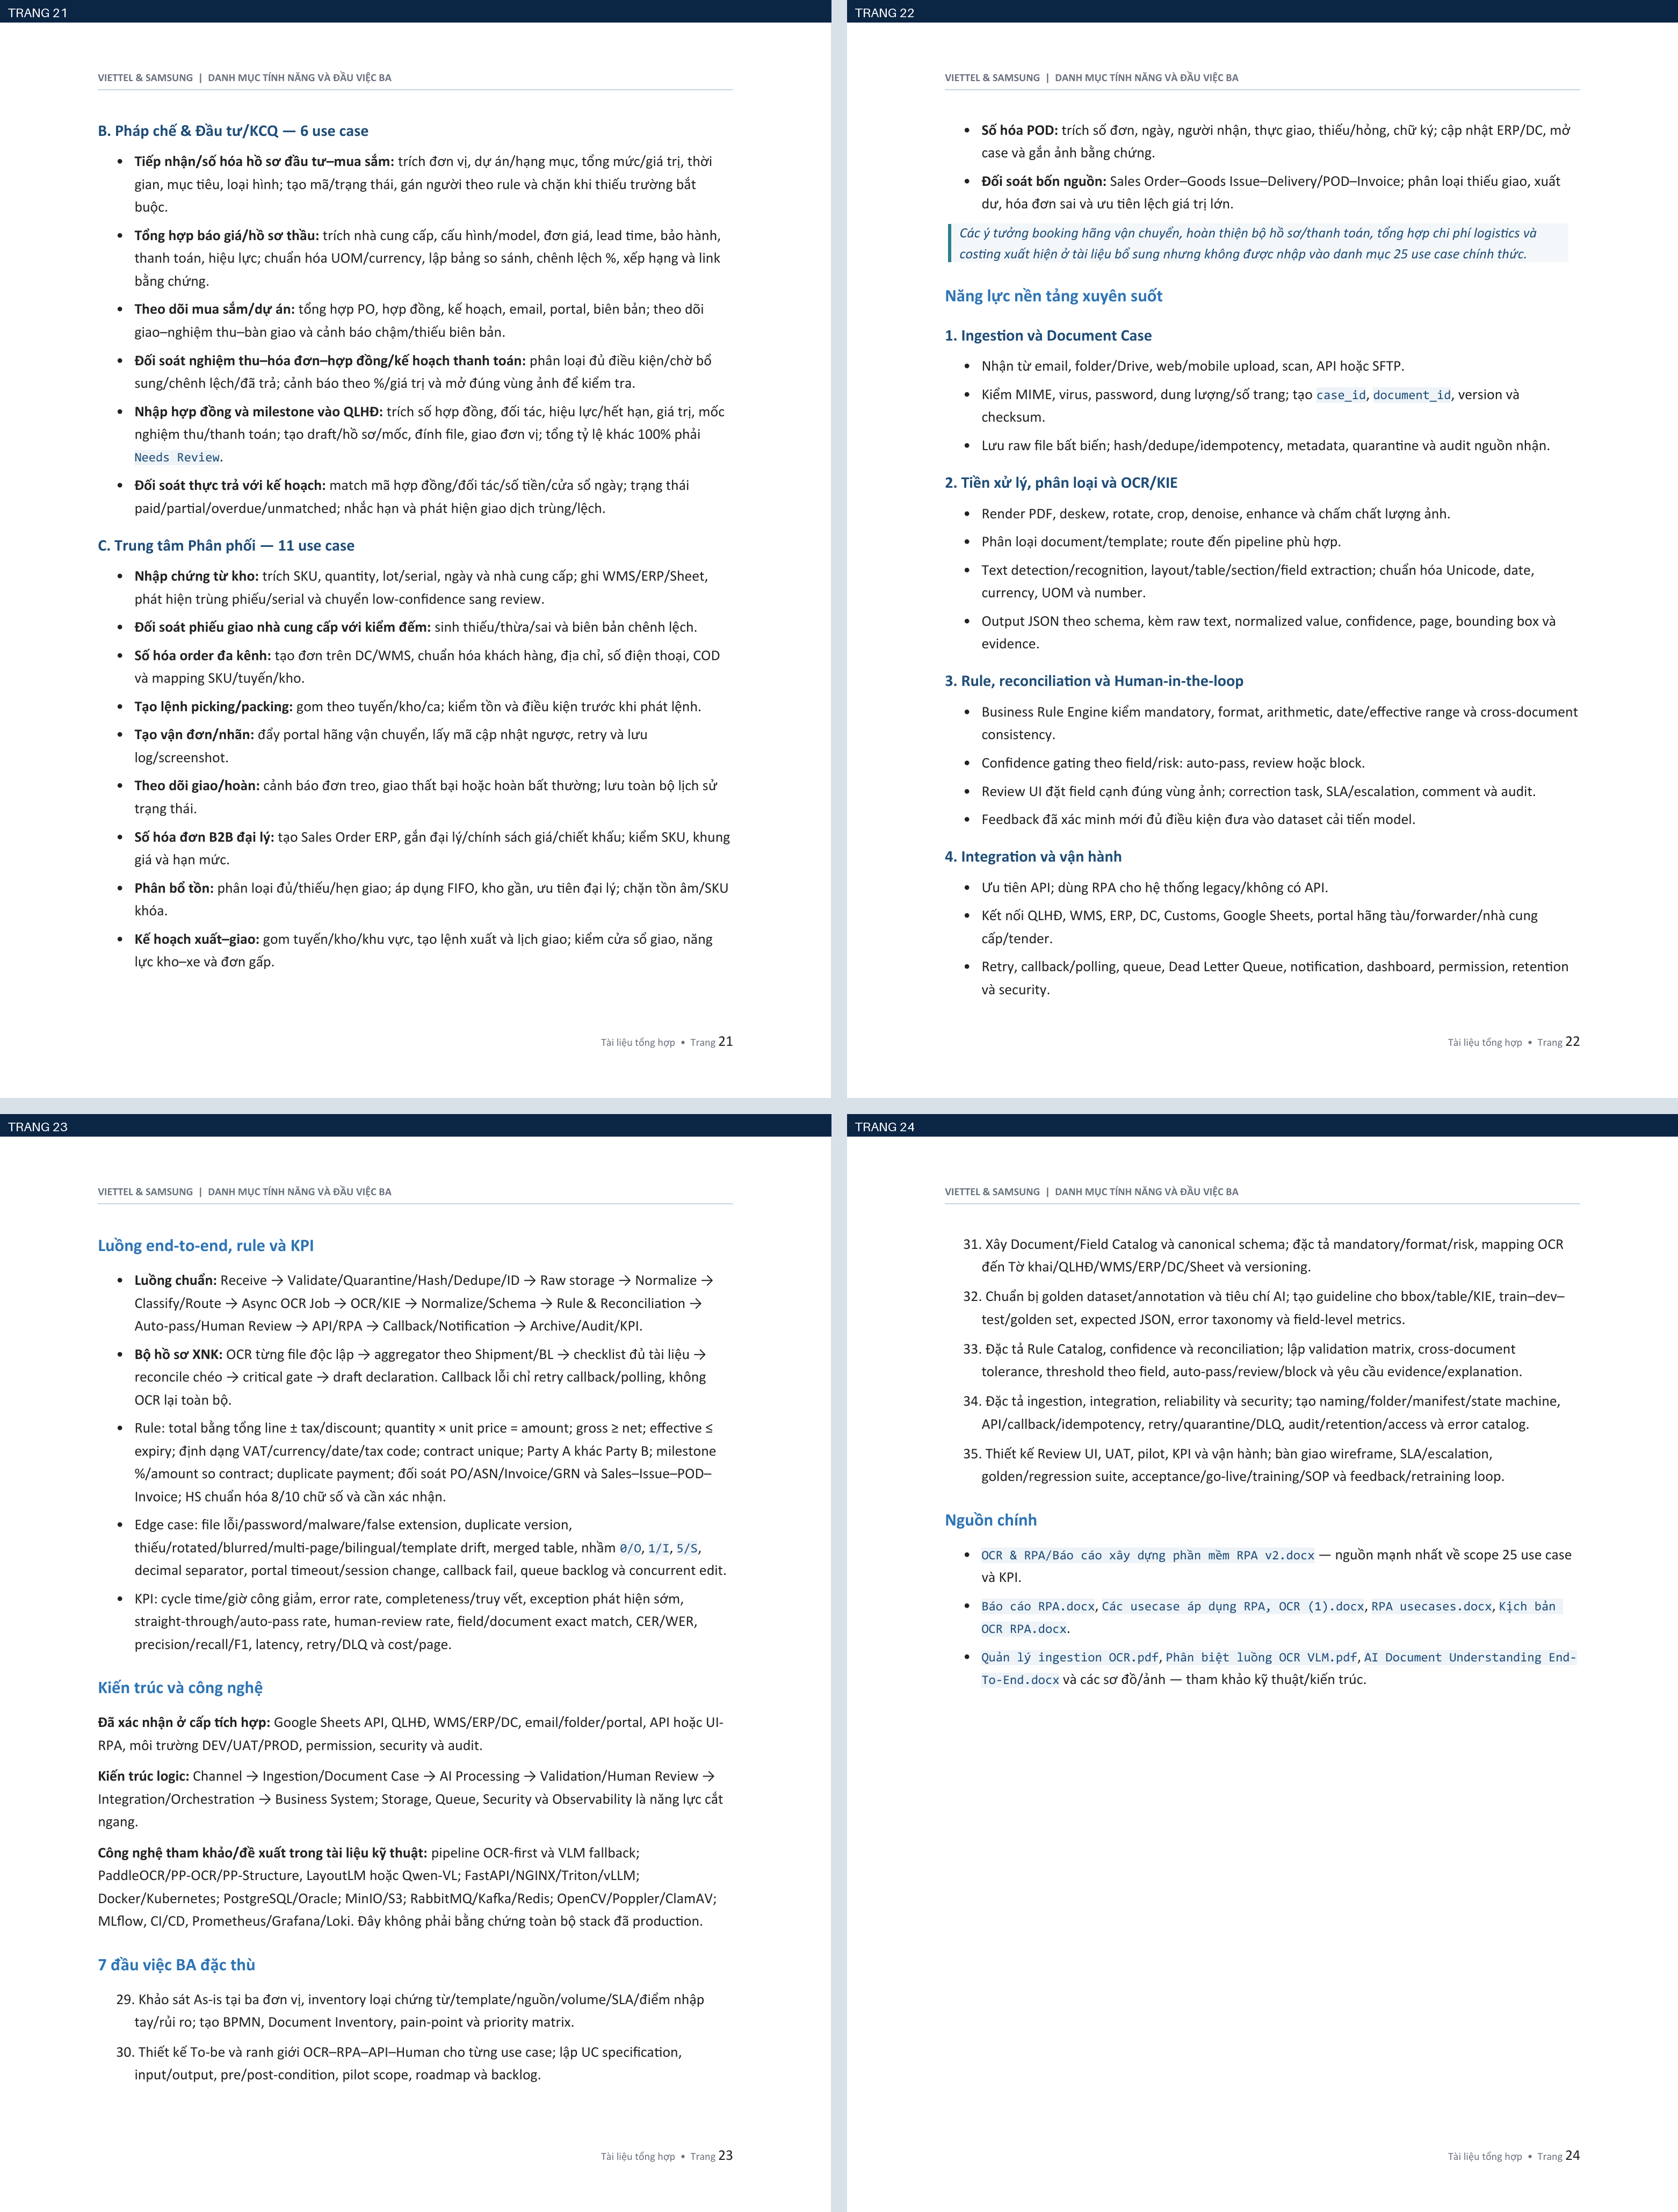 TRANG 21
VIETTEL & SAMSUNG | DANH MỤC TÍNH NĂNG VÀ ĐẦU VIỆC BA
B. Pháp chế & Đầu tư/KCQ — 6 use case
• Tiếp nhận/số hóa hồ sơ đầu tư–mua sắm: trích đơn vị, dự án/hạng mục, tổng mức/giá trị, thời
gian, mục tiêu, loại hình; tạo mã/trạng thái, gán người theo rule và chặn khi thiếu trường bắt
buộc.
• Tổng hợp báo giá/hồ sơ thầu: trích nhà cung cấp, cấu hình/model, đơn giá, lead time, bảo hành,
thanh toán, hiệu lực; chuẩn hóa UOM/currency, lập bảng so sánh, chênh lệch %, xếp hạng và link
bằng chứng.
• Theo dõi mua sắm/dự án: tổng hợp PO, hợp đồng, kế hoạch, email, portal, biên bản; theo dõi
giao–nghiệm thu–bàn giao và cảnh báo chậm/thiếu biên bản.
• Đối soát nghiệm thu–hóa đơn–hợp đồng/kế hoạch thanh toán: phân loại đủ điều kiện/chờ bổ
sung/chênh lệch/đã trả; cảnh báo theo %/giá trị và mở đúng vùng ảnh để kiểm tra.
• Nhập hợp đồng và milestone vào QLHĐ: trích số hợp đồng, đối tác, hiệu lực/hết hạn, giá trị, mốc
nghiệm thu/thanh toán; tạo draft/hồ sơ/mốc, đính file, giao đơn vị; tổng tỷ lệ khác 100% phải
Needs Review.
• Đối soát thực trả với kế hoạch: match mã hợp đồng/đối tác/số tiền/cửa sổ ngày; trạng thái
paid/partial/overdue/unmatched; nhắc hạn và phát hiện giao dịch trùng/lệch.
C. Trung tâm Phân phối — 11 use case
• Nhập chứng từ kho: trích SKU, quantity, lot/serial, ngày và nhà cung cấp; ghi WMS/ERP/Sheet,
phát hiện trùng phiếu/serial và chuyển low-confidence sang review.
• Đối soát phiếu giao nhà cung cấp với kiểm đếm: sinh thiếu/thừa/sai và biên bản chênh lệch.
• Số hóa order đa kênh: tạo đơn trên DC/WMS, chuẩn hóa khách hàng, địa chỉ, số điện thoại, COD
và mapping SKU/tuyến/kho.
• Tạo lệnh picking/packing: gom theo tuyến/kho/ca; kiểm tồn và điều kiện trước khi phát lệnh.
• Tạo vận đơn/nhãn: đẩy portal hãng vận chuyển, lấy mã cập nhật ngược, retry và lưu
log/screenshot.
• Theo dõi giao/hoàn: cảnh báo đơn treo, giao thất bại hoặc hoàn bất thường; lưu toàn bộ lịch sử
trạng thái.
• Số hóa đơn B2B đại lý: tạo Sales Order ERP, gắn đại lý/chính sách giá/chiết khấu; kiểm SKU, khung
giá và hạn mức.
• Phân bổ tồn: phân loại đủ/thiếu/hẹn giao; áp dụng FIFO, kho gần, ưu tiên đại lý; chặn tồn âm/SKU
khóa.
• Kế hoạch xuất–giao: gom tuyến/kho/khu vực, tạo lệnh xuất và lịch giao; kiểm cửa sổ giao, năng
lực kho–xe và đơn gấp.
Tài liệu tổng hợp • Trang 21
TRANG 22
VIETTEL & SAMSUNG | DANH MỤC TÍNH NĂNG VÀ ĐẦU VIỆC BA
• Số hóa POD: trích số đơn, ngày, người nhận, thực giao, thiếu/hỏng, chữ ký; cập nhật ERP/DC, mở
case và gắn ảnh bằng chứng.
• Đối soát bốn nguồn: Sales Order–Goods Issue–Delivery/POD–Invoice; phân loại thiếu giao, xuất
dư, hóa đơn sai và ưu tiên lệch giá trị lớn.
Các ý tưởng booking hãng vận chuyển, hoàn thiện bộ hồ sơ/thanh toán, tổng hợp chi phí logistics và
costing xuất hiện ở tài liệu bổ sung nhưng không được nhập vào danh mục 25 use case chính thức.
Năng lực nền tảng xuyên suốt
1. Ingestion và Document Case
• Nhận từ email, folder/Drive, web/mobile upload, scan, API hoặc SFTP.
• Kiểm MIME, virus, password, dung lượng/số trang; tạo case_id, document_id, version và
checksum.
• Lưu raw file bất biến; hash/dedupe/idempotency, metadata, quarantine và audit nguồn nhận.
2. Tiền xử lý, phân loại và OCR/KIE
• Render PDF, deskew, rotate, crop, denoise, enhance và chấm chất lượng ảnh.
• Phân loại document/template; route đến pipeline phù hợp.
• Text detection/recognition, layout/table/section/field extraction; chuẩn hóa Unicode, date,
currency, UOM và number.
• Output JSON theo schema, kèm raw text, normalized value, confidence, page, bounding box và
evidence.
3. Rule, reconciliation và Human-in-the-loop
• Business Rule Engine kiểm mandatory, format, arithmetic, date/effective range và cross-document
consistency.
• Confidence gating theo field/risk: auto-pass, review hoặc block.
• Review UI đặt field cạnh đúng vùng ảnh; correction task, SLA/escalation, comment và audit.
• Feedback đã xác minh mới đủ điều kiện đưa vào dataset cải tiến model.
4. Integration và vận hành
• Ưu tiên API; dùng RPA cho hệ thống legacy/không có API.
• Kết nối QLHĐ, WMS, ERP, DC, Customs, Google Sheets, portal hãng tàu/forwarder/nhà cung
cấp/tender.
• Retry, callback/polling, queue, Dead Letter Queue, notification, dashboard, permission, retention
và security.
Tài liệu tổng hợp • Trang 22
TRANG 23
VIETTEL & SAMSUNG | DANH MỤC TÍNH NĂNG VÀ ĐẦU VIỆC BA
Luồng end-to-end, rule và KPI
• Luồng chuẩn: Receive → Validate/Quarantine/Hash/Dedupe/ID → Raw storage → Normalize →
Classify/Route → Async OCR Job → OCR/KIE → Normalize/Schema → Rule & Reconciliation →
Auto-pass/Human Review → API/RPA → Callback/Notification → Archive/Audit/KPI.
• Bộ hồ sơ XNK: OCR từng file độc lập → aggregator theo Shipment/BL → checklist đủ tài liệu →
reconcile chéo → critical gate → draft declaration. Callback lỗi chỉ retry callback/polling, không
OCR lại toàn bộ.
• Rule: total bằng tổng line ± tax/discount; quantity × unit price = amount; gross ≥ net; effective ≤
expiry; định dạng VAT/currency/date/tax code; contract unique; Party A khác Party B; milestone
%/amount so contract; duplicate payment; đối soát PO/ASN/Invoice/GRN và Sales–Issue–POD–
Invoice; HS chuẩn hóa 8/10 chữ số và cần xác nhận.
• Edge case: file lỗi/password/malware/false extension, duplicate version,
thiếu/rotated/blurred/multi-page/bilingual/template drift, merged table, nhầm 0/O, 1/I, 5/S,
decimal separator, portal timeout/session change, callback fail, queue backlog và concurrent edit.
• KPI: cycle time/giờ công giảm, error rate, completeness/truy vết, exception phát hiện sớm,
straight-through/auto-pass rate, human-review rate, field/document exact match, CER/WER,
precision/recall/F1, latency, retry/DLQ và cost/page.
Kiến trúc và công nghệ
Đã xác nhận ở cấp tích hợp: Google Sheets API, QLHĐ, WMS/ERP/DC, email/folder/portal, API hoặc UI-
RPA, môi trường DEV/UAT/PROD, permission, security và audit.
Kiến trúc logic: Channel → Ingestion/Document Case → AI Processing → Validation/Human Review →
Integration/Orchestration → Business System; Storage, Queue, Security và Observability là năng lực cắt
ngang.
Công nghệ tham khảo/đề xuất trong tài liệu kỹ thuật: pipeline OCR-first và VLM fallback;
PaddleOCR/PP-OCR/PP-Structure, LayoutLM hoặc Qwen-VL; FastAPI/NGINX/Triton/vLLM;
Docker/Kubernetes; PostgreSQL/Oracle; MinIO/S3; RabbitMQ/Kafka/Redis; OpenCV/Poppler/ClamAV;
MLflow, CI/CD, Prometheus/Grafana/Loki. Đây không phải bằng chứng toàn bộ stack đã production.
7 đầu việc BA đặc thù
29. Khảo sát As-is tại ba đơn vị, inventory loại chứng từ/template/nguồn/volume/SLA/điểm nhập
tay/rủi ro; tạo BPMN, Document Inventory, pain-point và priority matrix.
30. Thiết kế To-be và ranh giới OCR–RPA–API–Human cho từng use case; lập UC specification,
input/output, pre/post-condition, pilot scope, roadmap và backlog.
Tài liệu tổng hợp • Trang 23
TRANG 24
VIETTEL & SAMSUNG | DANH MỤC TÍNH NĂNG VÀ ĐẦU VIỆC BA
31. Xây Document/Field Catalog và canonical schema; đặc tả mandatory/format/risk, mapping OCR
đến Tờ khai/QLHĐ/WMS/ERP/DC/Sheet và versioning.
32. Chuẩn bị golden dataset/annotation và tiêu chí AI; tạo guideline cho bbox/table/KIE, train–dev–
test/golden set, expected JSON, error taxonomy và field-level metrics.
33. Đặc tả Rule Catalog, confidence và reconciliation; lập validation matrix, cross-document
tolerance, threshold theo field, auto-pass/review/block và yêu cầu evidence/explanation.
34. Đặc tả ingestion, integration, reliability và security; tạo naming/folder/manifest/state machine,
API/callback/idempotency, retry/quarantine/DLQ, audit/retention/access và error catalog.
35. Thiết kế Review UI, UAT, pilot, KPI và vận hành; bàn giao wireframe, SLA/escalation,
golden/regression suite, acceptance/go-live/training/SOP và feedback/retraining loop.
Nguồn chính
• OCR & RPA/Báo cáo xây dựng phần mềm RPA v2.docx — nguồn mạnh nhất về scope 25 use case
và KPI.
• Báo cáo RPA.docx, Các usecase áp dụng RPA, OCR (1).docx, RPA usecases.docx, Kịch bản
OCR RPA.docx.
• Quản lý ingestion OCR.pdf, Phân biệt luồng OCR VLM.pdf, AI Document Understanding End-
To-End.docx và các sơ đồ/ảnh — tham khảo kỹ thuật/kiến trúc.
Tài liệu tổng hợp • Trang 24